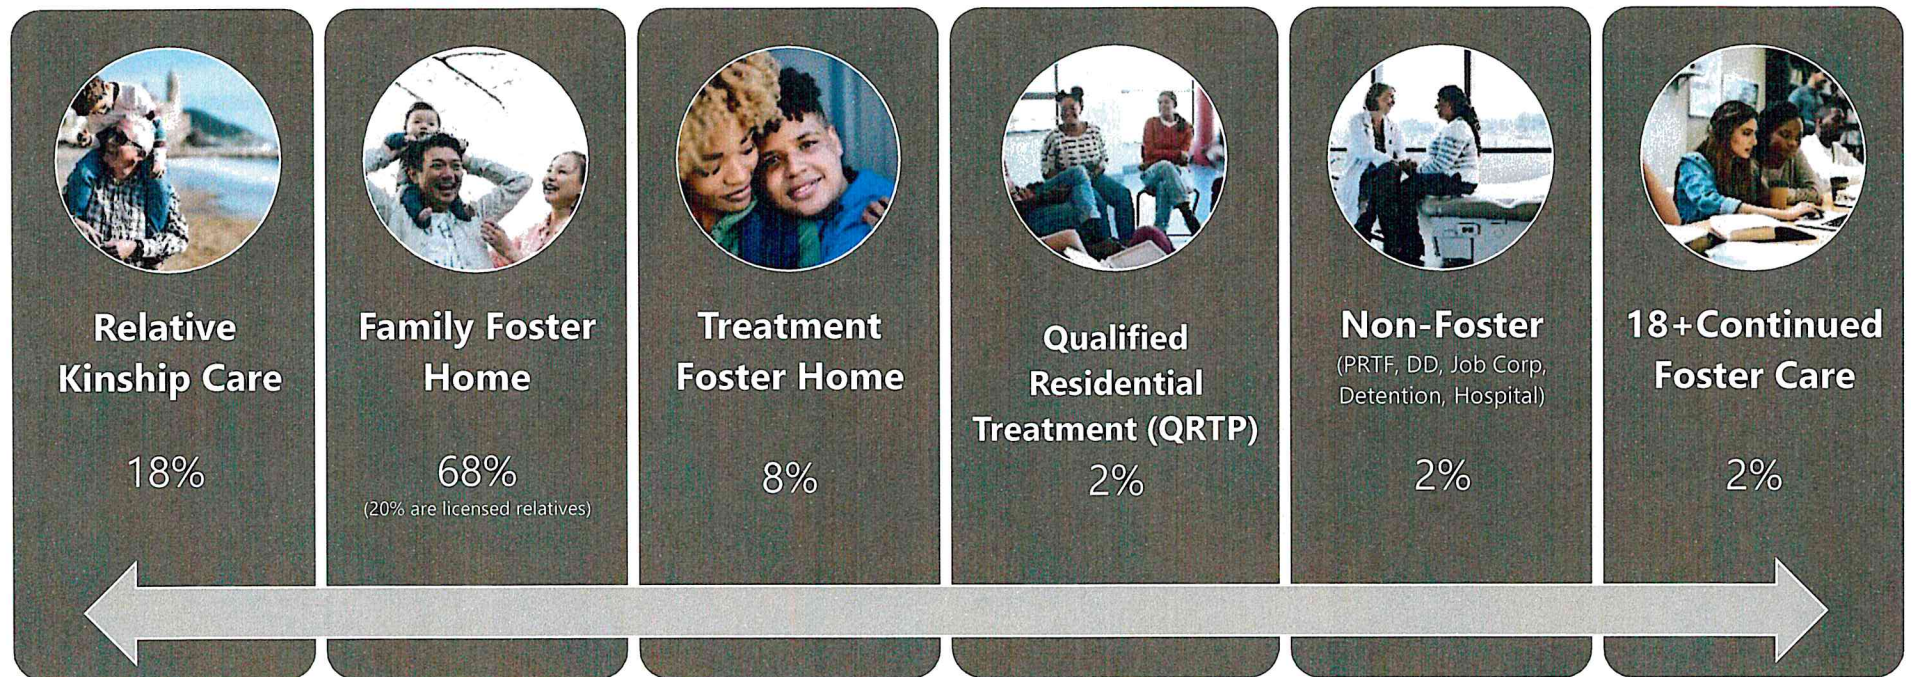 Relative
Kinship Care
18%
Family Foster
Home
68%
(20% are licensed relatives)
Treatment
Foster Home
8%
Qualified
Residential
Treatment (QRTP)
2%
Non-Foster
(PRTF, DD, Job Corp,
Detention, Hospital)
2%
18+Continued
Foster Care
2%